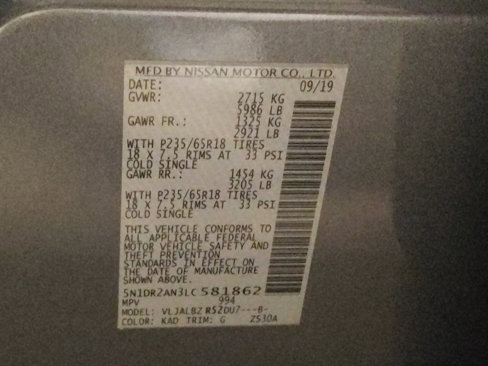 MFD BY NISSAN MOTOR CO., LTD.
DATE: 09/19
GVWR: 2715 KG
5986 LB
GAWR FR.: 1325 KG
2921 LB
WITH P235/65R18 TIRES
18 X 7.5 RIMS AT 33 PSI
COLD SINGLE
GAWR RR.: 1454 KG
3205 LB
WITH P235/65R18 TIRES
18 X 7.5 RIMS AT 33 PSI
COLD SINGLE
THIS VEHICLE CONFORMS TO
ALL APPLICABLE FEDERAL
MOTOR VEHICLE SAFETY AND
THEFT PREVENTION
STANDARDS IN EFFECT ON
THE DATE OF MANUFACTURE
SHOWN ABOVE.
5N1DR2AN3LC581862
MPV 994
MODEL: VLJALBZ R52DU7---B-
COLOR: KAD TRIM: G Z530A